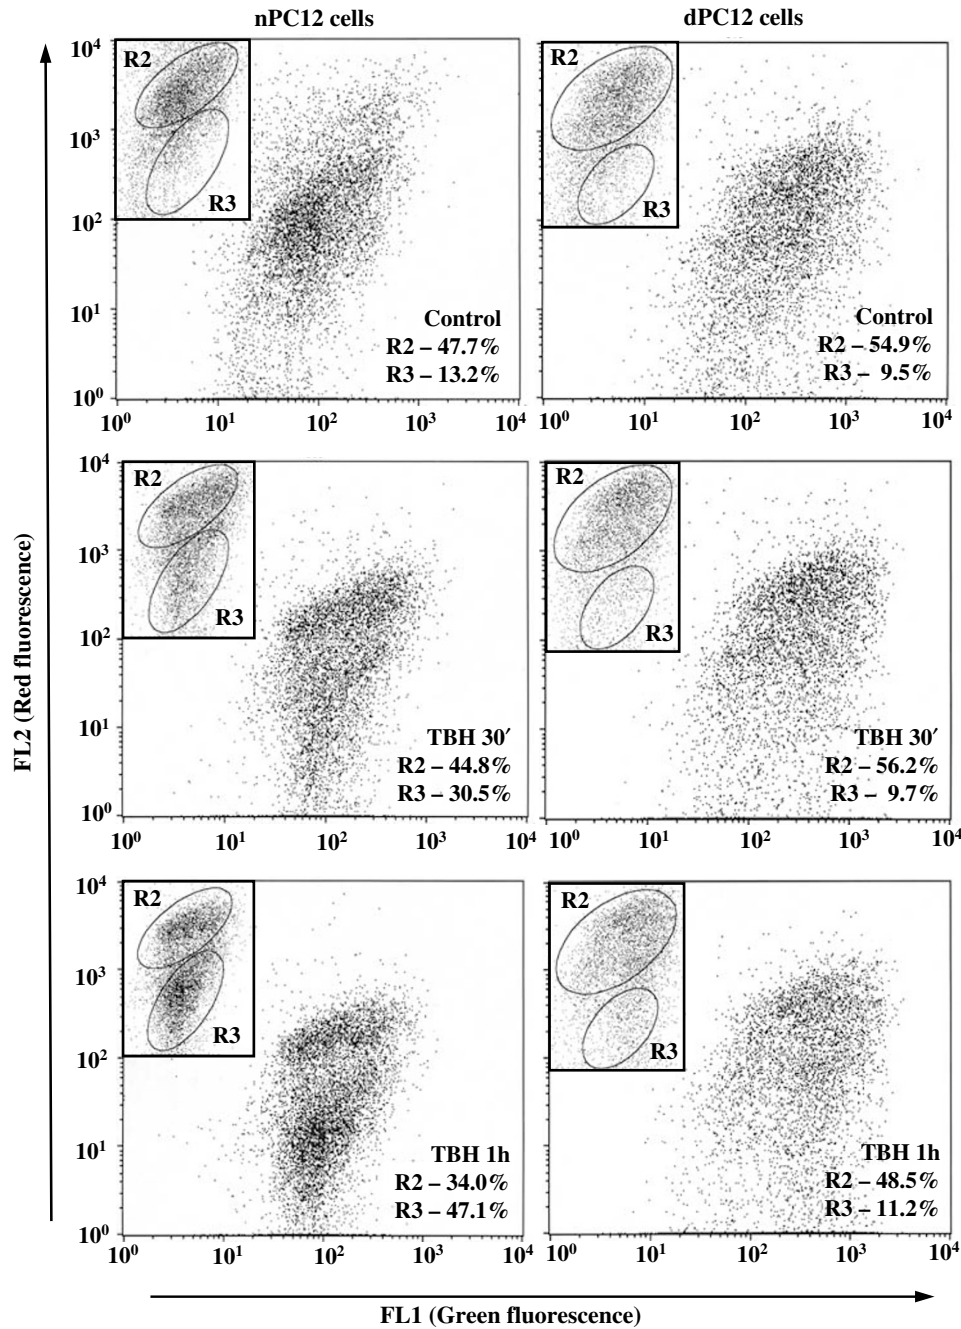 nPC12 cells
dPC12 cells
FL2 (Red fluorescence)
10⁴
10³
10²
10¹
10⁰
R2
R3
Control
R2 – 47.7%
R3 – 13.2%
10⁰ 10¹ 10² 10³ 10⁴
R2
R3
Control
R2 – 54.9%
R3 – 9.5%
10⁰ 10¹ 10² 10³ 10⁴
10⁴
10³
10²
10¹
10⁰
R2
R3
TBH 30′
R2 – 44.8%
R3 – 30.5%
10⁰ 10¹ 10² 10³ 10⁴
R2
R3
TBH 30′
R2 – 56.2%
R3 – 9.7%
10⁰ 10¹ 10² 10³ 10⁴
10⁴
10³
10²
10¹
10⁰
R2
R3
TBH 1h
R2 – 34.0%
R3 – 47.1%
10⁰ 10¹ 10² 10³ 10⁴
R2
R3
TBH 1h
R2 – 48.5%
R3 – 11.2%
10⁰ 10¹ 10² 10³ 10⁴
FL1 (Green fluorescence)